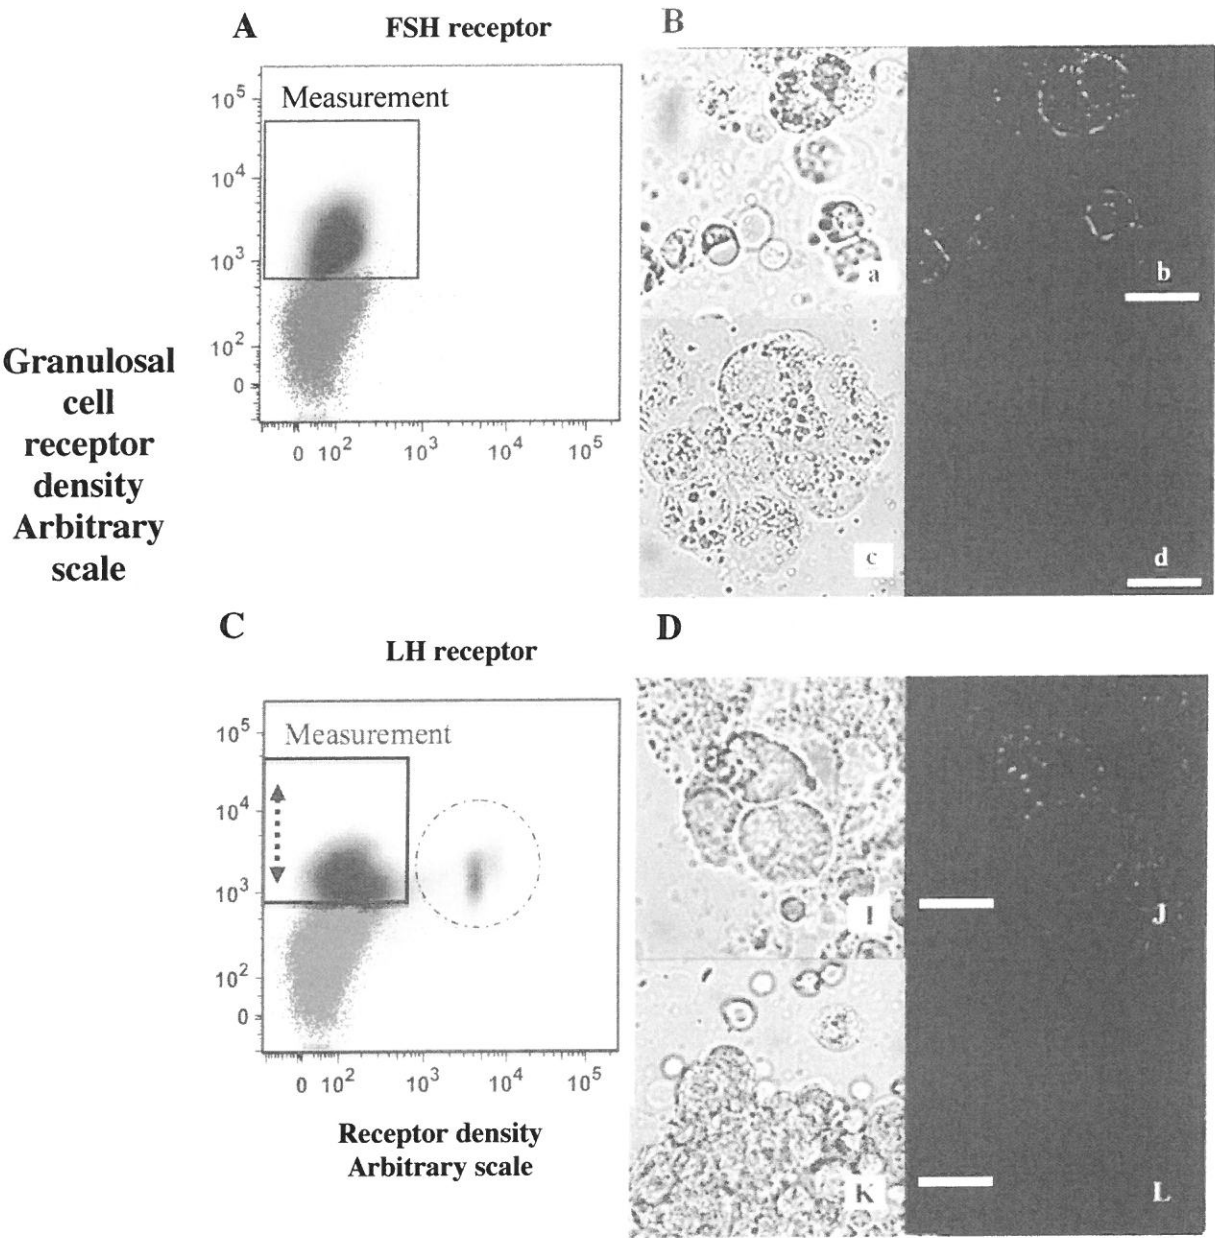 A
FSH receptor
B
Measurement
10^5
10^4
10^3
10^2
0
0 10^2 10^3 10^4 10^5
Granulosal
cell
receptor
density
Arbitrary
scale
a
b
c
d
C
LH receptor
D
Measurement
10^5
10^4
10^3
10^2
0
0 10^2 10^3 10^4 10^5
Receptor density
Arbitrary scale
I
J
K
L